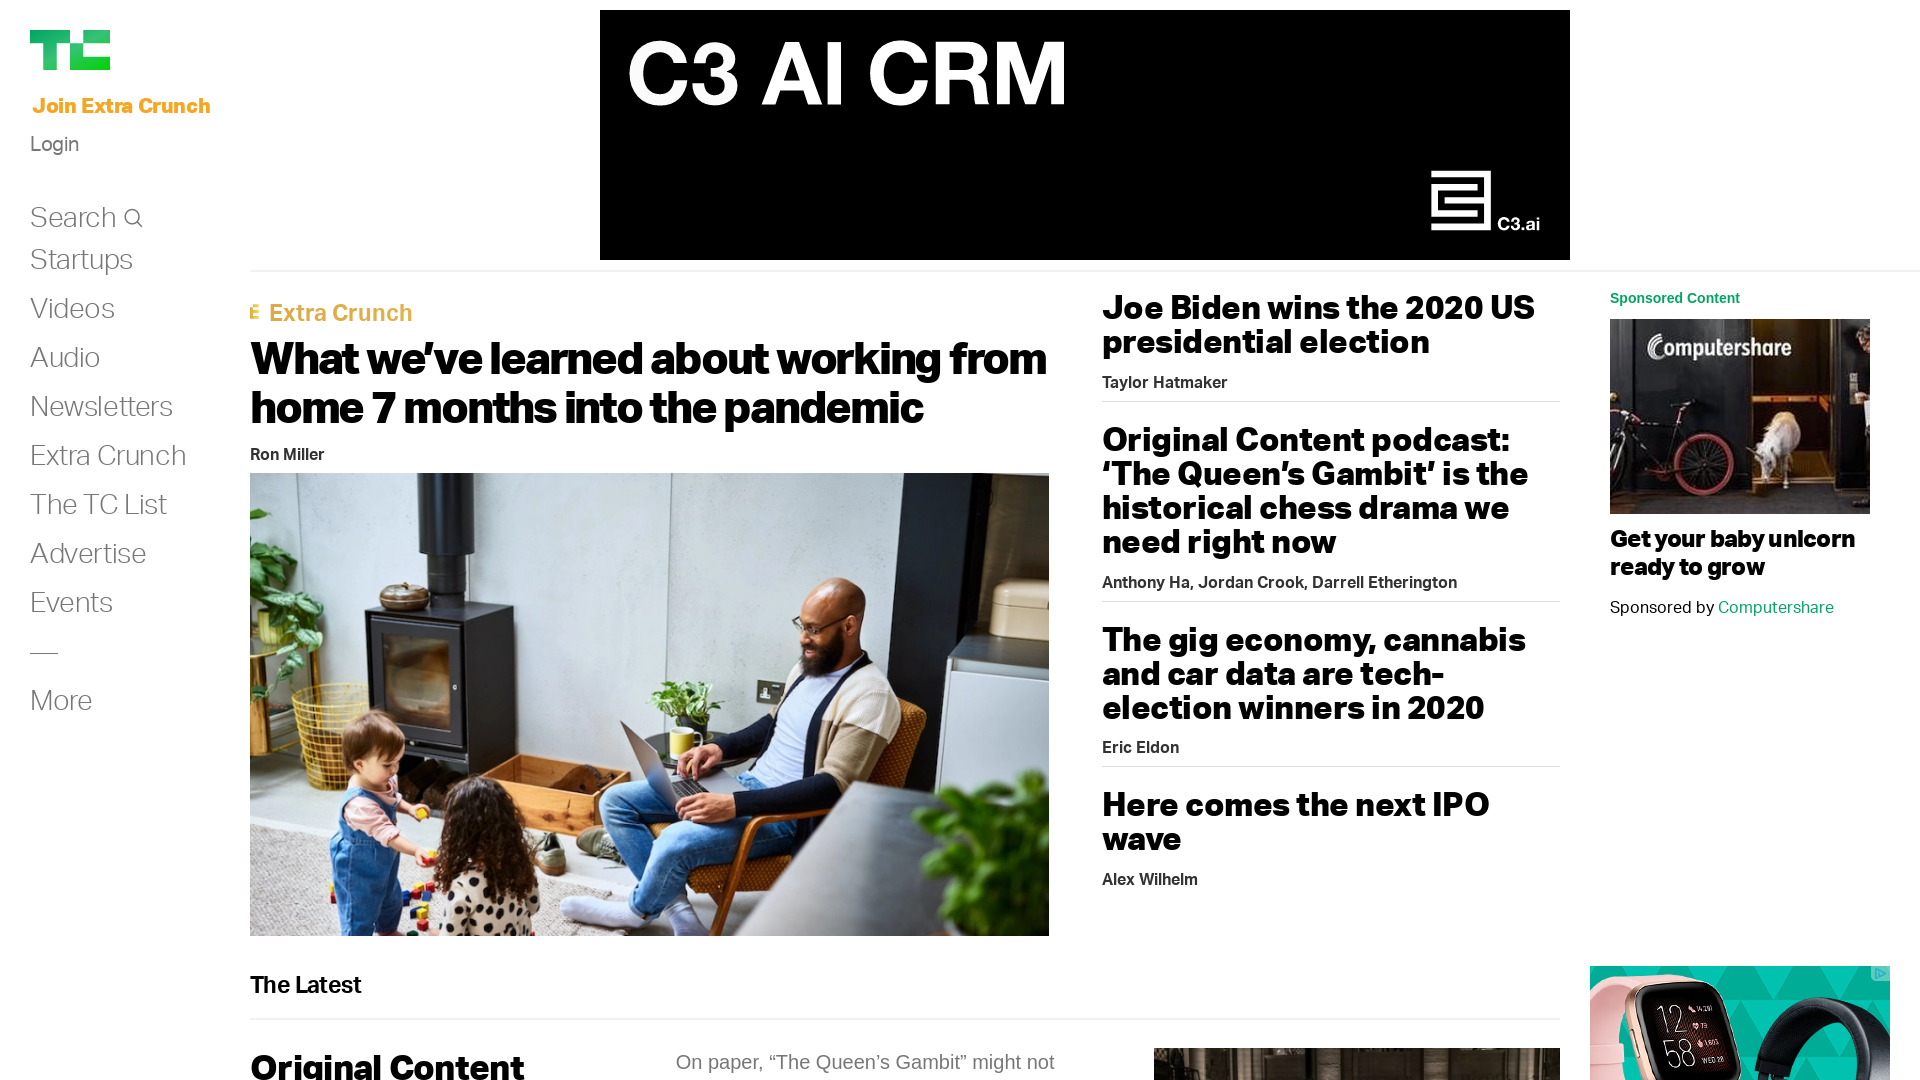 TC
Join Extra Crunch
Login
Search
Startups
Videos
Audio
Newsletters
Extra Crunch
The TC List
Advertise
Events
More
C3 AI CRM
C3.ai
Extra Crunch
What we’ve learned about working from
home 7 months into the pandemic
Ron Miller
Joe Biden wins the 2020 US
presidential election
Taylor Hatmaker
Original Content podcast:
‘The Queen’s Gambit’ is the
historical chess drama we
need right now
Anthony Ha, Jordan Crook, Darrell Etherington
The gig economy, cannabis
and car data are tech-
election winners in 2020
Eric Eldon
Here comes the next IPO
wave
Alex Wilhelm
Sponsored Content
Computershare
Get your baby unicorn
ready to grow
Sponsored by Computershare
The Latest
Original Content
On paper, “The Queen’s Gambit” might not
12
58
WED 28